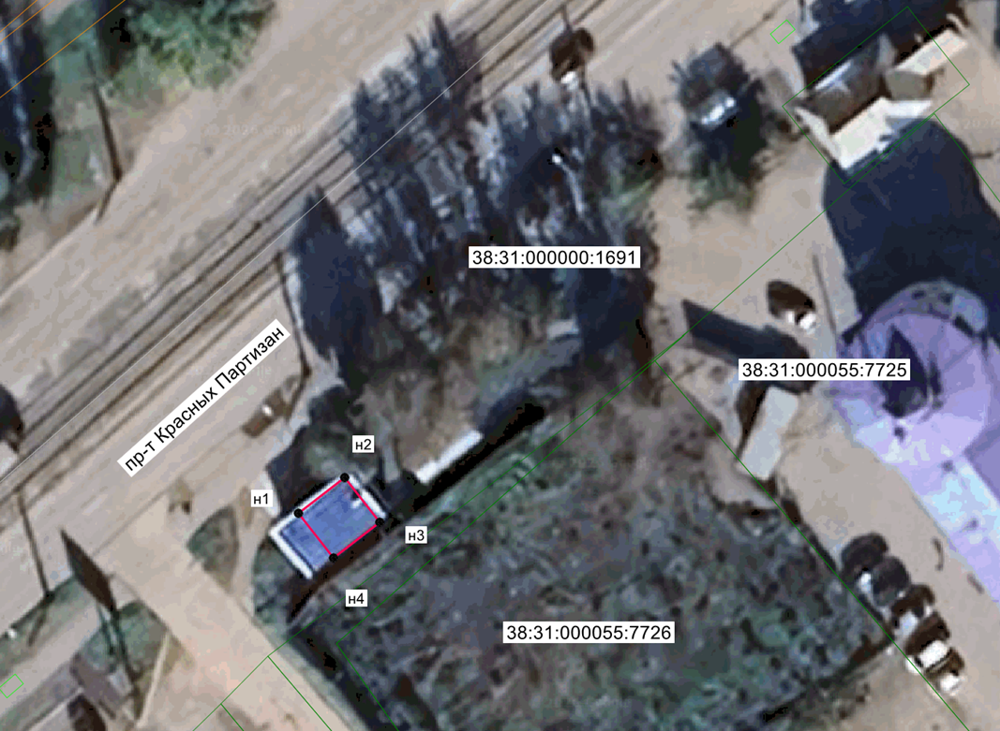 38:31:000000:1691
38:31:000055:7725
пр-т Красных Партизан
н2
н1
н3
н4
38:31:000055:7726